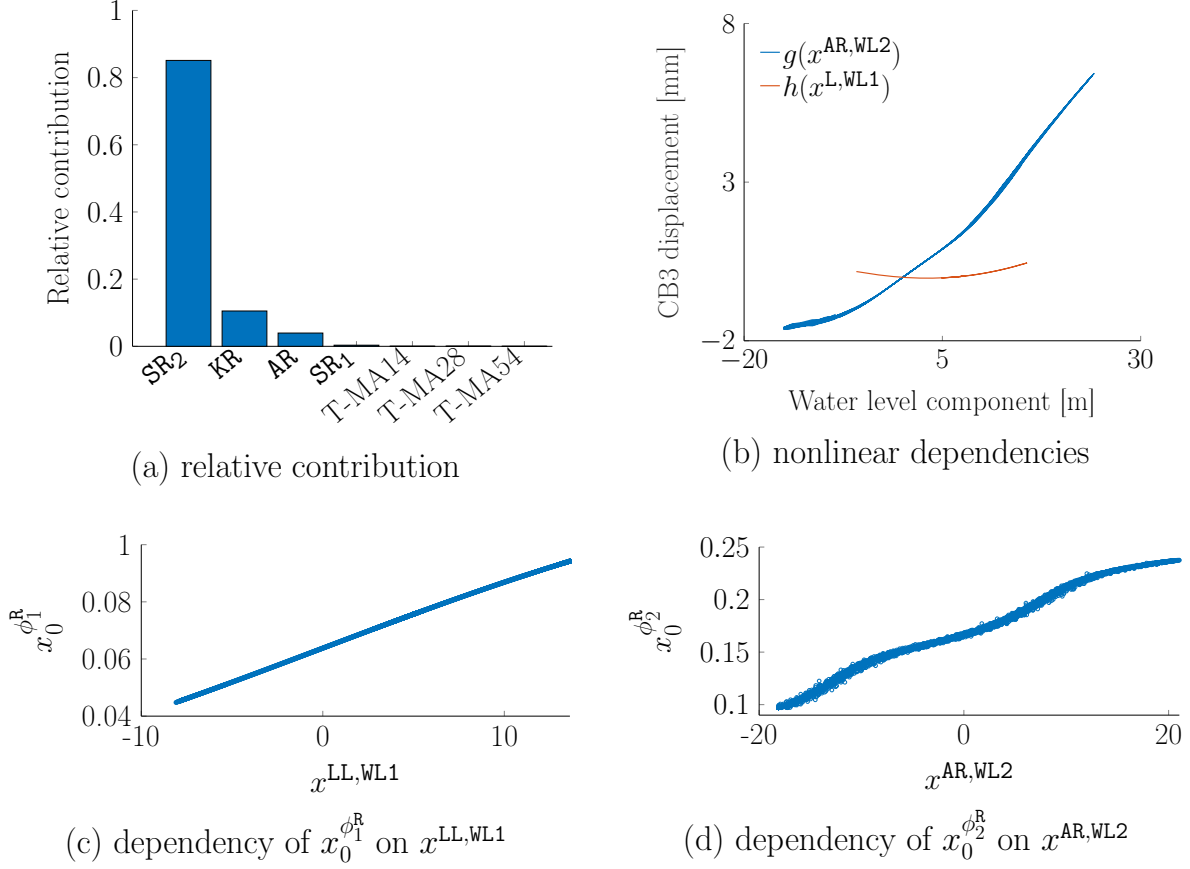 1
0.8
0.6
0.4
0.2
0
Relative contribution
SR₂ KR AR SR₁ T-MA14 T-MA28 T-MA54
(a) relative contribution
8
3
−2
CB3 displacement [mm]
g(x^{AR,WL2})
h(x^{L,WL1})
−20 5 30
Water level component [m]
(b) nonlinear dependencies
1
0.08
0.06
0.04
x_0^{ϕ_1^R}
-10 0 10
x^{LL,WL1}
(c) dependency of x_0^{ϕ_1^R} on x^{LL,WL1}
0.25
0.2
0.15
0.1
x_0^{ϕ_2^R}
-20 0 20
x^{AR,WL2}
(d) dependency of x_0^{ϕ_2^R} on x^{AR,WL2}